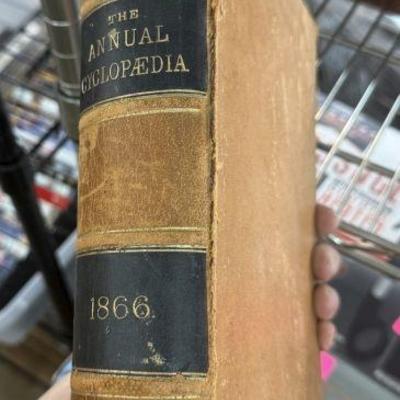 THE
ANNUAL
CYCLOPÆDIA
1866.